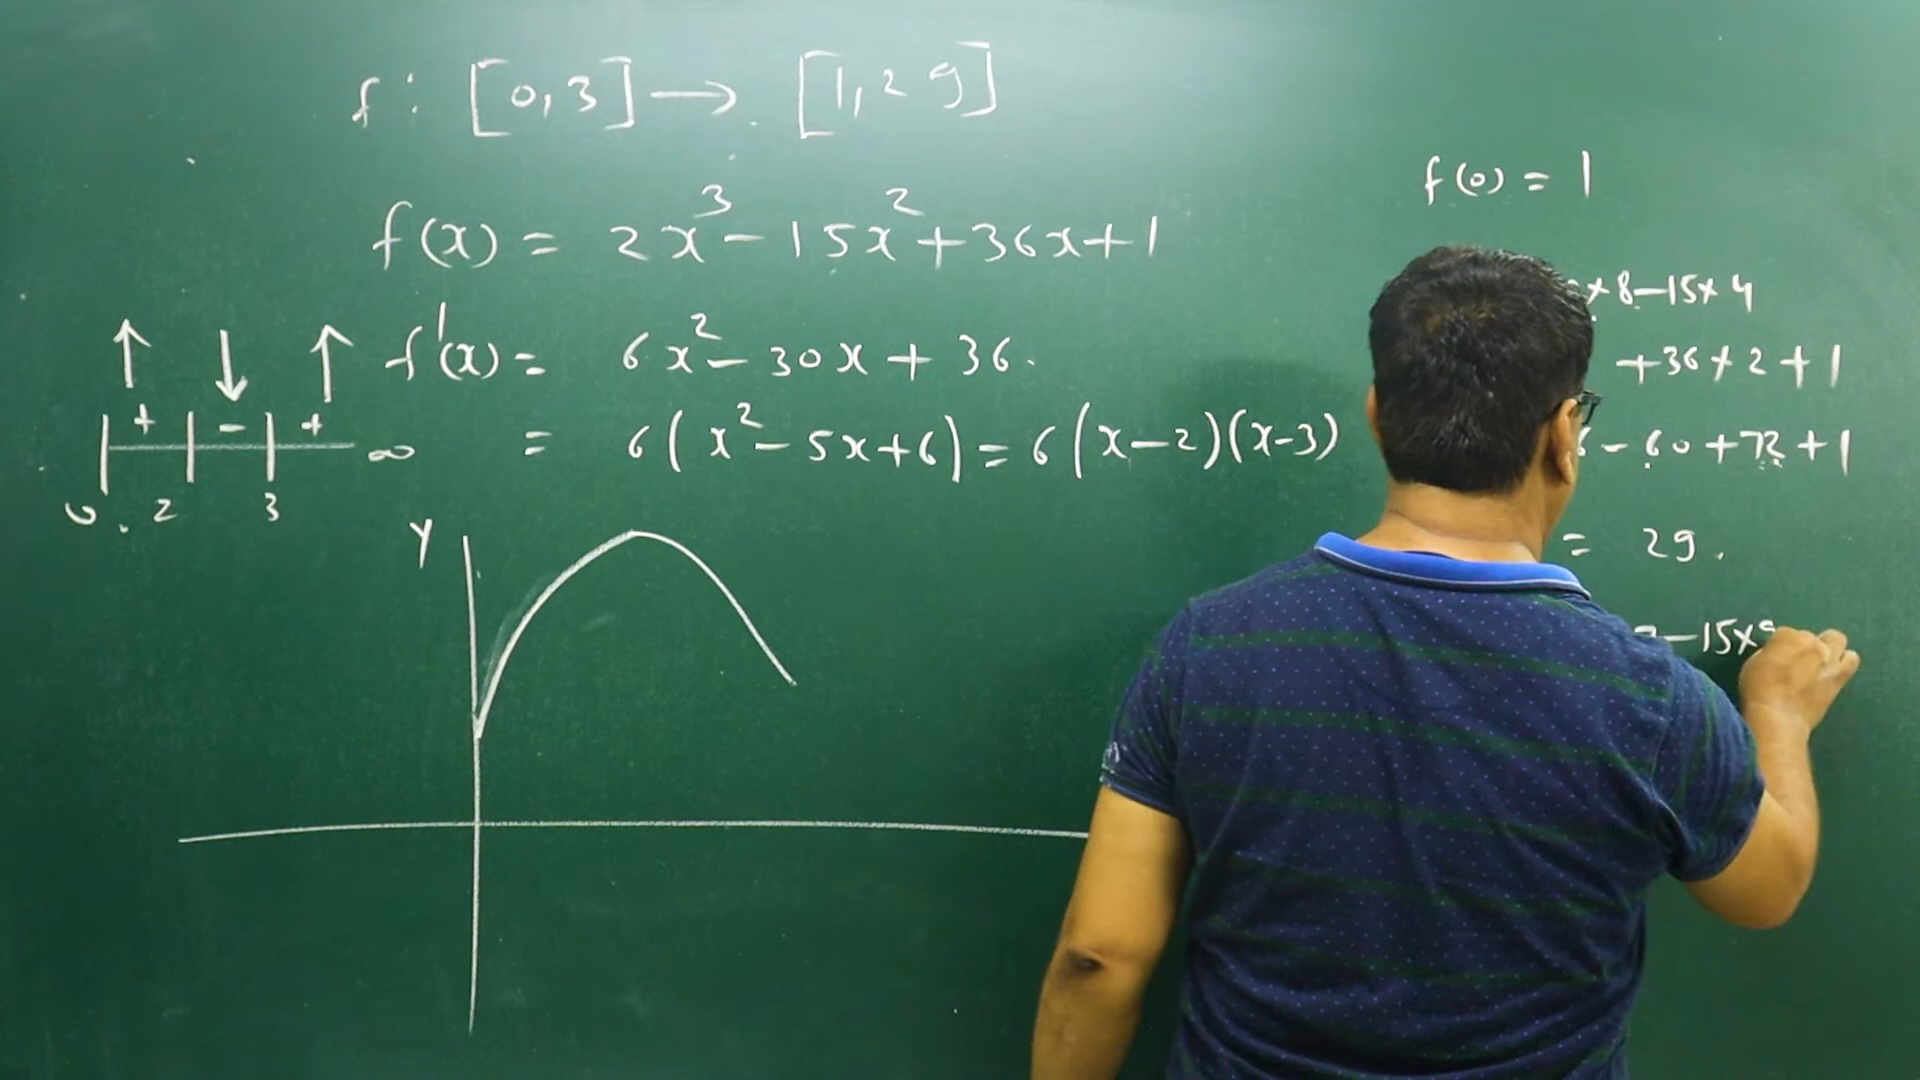 f : [0,3] → [1,29]
f(x) = 2x³ – 15x² + 36x + 1
f'(x) = 6x² – 30x + 36.
= 6(x² – 5x + 6) = 6(x – 2)(x – 3)
↑ ↓ ↑
+ – +
0 2 3 ∞
Y
f(0) = 1
× 8 – 15 × 4
+ 36 × 2 + 1
– 60 + 72 + 1
= 29.
– 15 ×